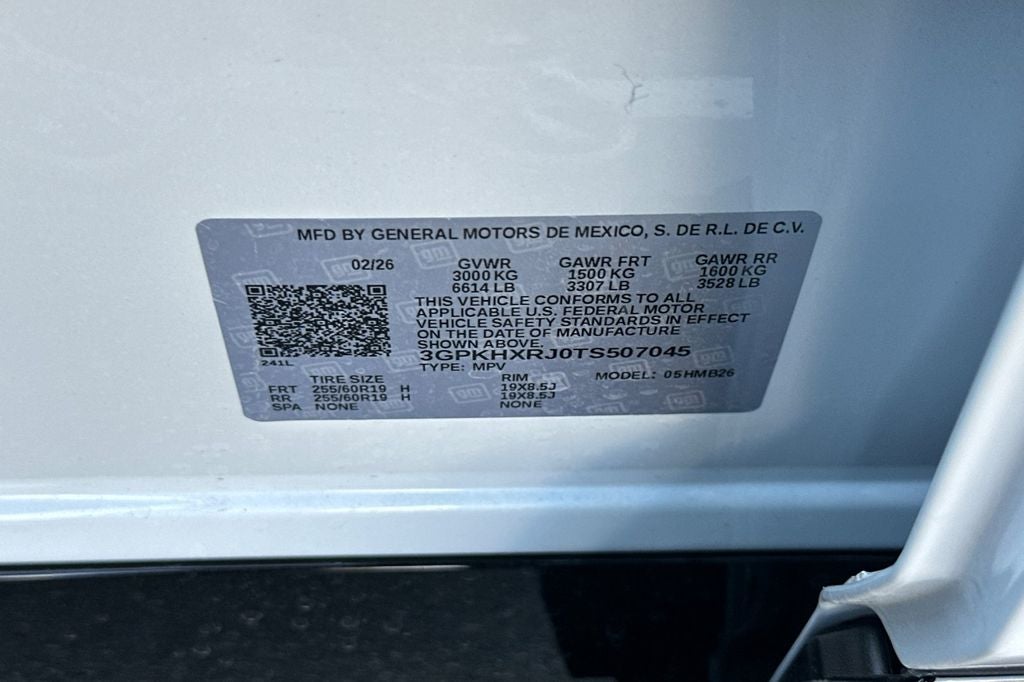 MFD BY GENERAL MOTORS DE MEXICO, S. DE R.L. DE C.V.
02/26 GVWR GAWR FRT GAWR RR
3000 KG 1500 KG 1600 KG
6614 LB 3307 LB 3528 LB
THIS VEHICLE CONFORMS TO ALL
APPLICABLE U.S. FEDERAL MOTOR
VEHICLE SAFETY STANDARDS IN EFFECT
ON THE DATE OF MANUFACTURE
SHOWN ABOVE.
3GPKHXRJ0TS507045
241L
TYPE: MPV MODEL: 05HMB26
TIRE SIZE RIM
FRT 255/60R19 H 19X8.5J
RR 255/60R19 H 19X8.5J
SPA NONE NONE